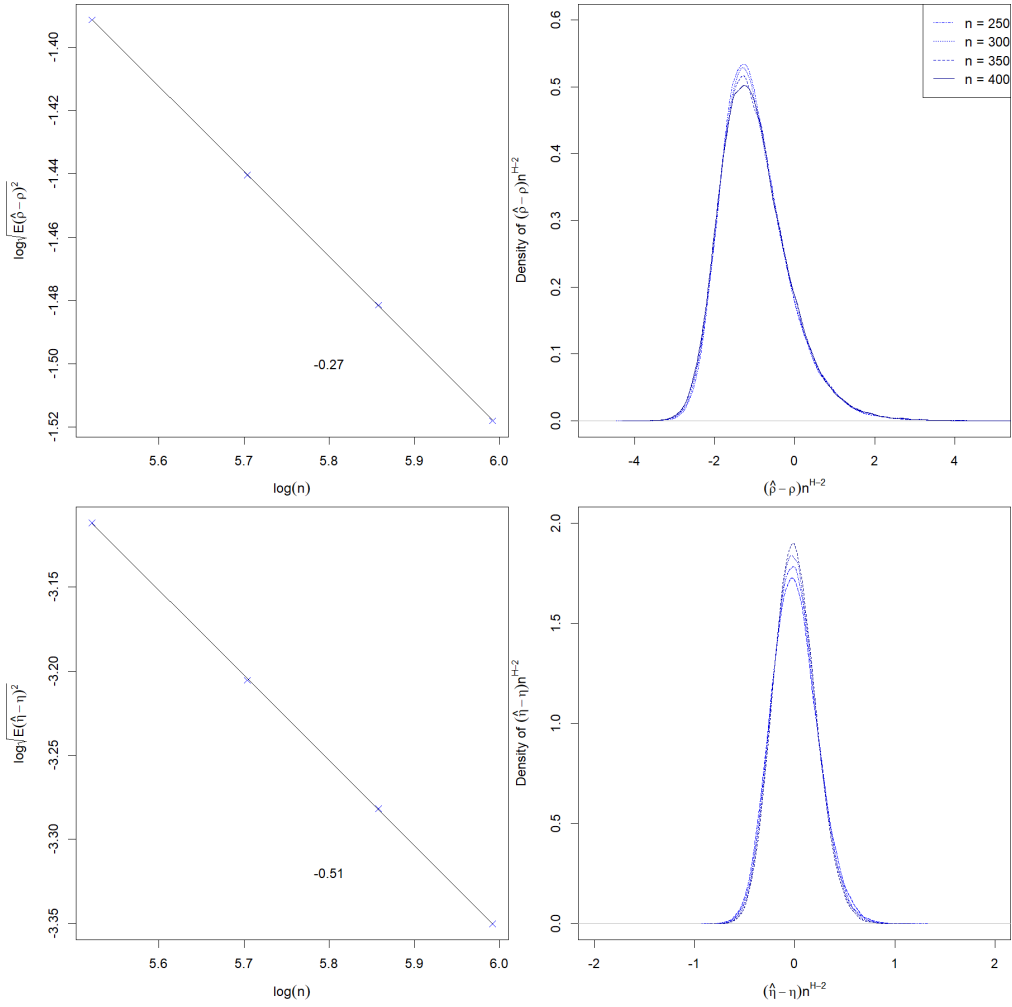 log√E(ρ̂ − ρ)²
-1.40
-1.42
-1.44
-1.46
-1.48
-1.50
-1.52
-0.27
5.6 5.7 5.8 5.9 6.0
log(n)
Density of (ρ̂ − ρ)n^H−2
0.6
0.5
0.4
0.3
0.2
0.1
0.0
n = 250
n = 300
n = 350
n = 400
-4 -2 0 2 4
(ρ̂ − ρ)n^H−2
log√E(η̂ − η)²
-3.15
-3.20
-3.25
-3.30
-3.35
-0.51
5.6 5.7 5.8 5.9 6.0
log(n)
Density of (η̂ − η)n^H−2
2.0
1.5
1.0
0.5
0.0
-2 -1 0 1 2
(η̂ − η)n^H−2